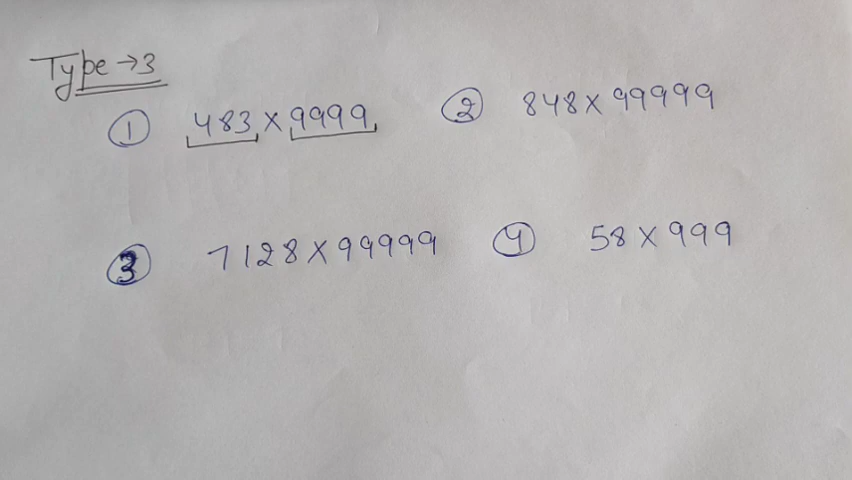 Type → 3
① 483 × 9999 ② 848 × 99999
③ 7128 × 99999 ④ 58 × 999